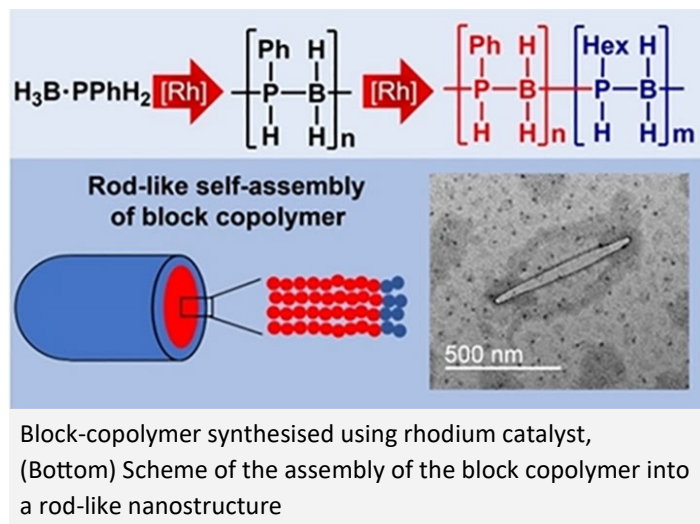 Ph H Ph H Hex H
H₃B·PPhH₂ [Rh] P B [Rh] P B P B
H H n H H n H H m
Rod-like self-assembly
of block copolymer
500 nm
Block-copolymer synthesised using rhodium catalyst,
(Bottom) Scheme of the assembly of the block copolymer into
a rod-like nanostructure